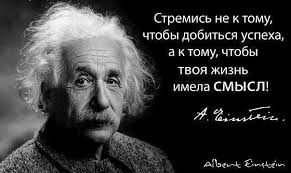 Стремись не к тому,
чтобы добиться успеха,
а к тому, чтобы
твоя жизнь
имела СМЫСЛ!
A. Einstein.
Albert Einstein